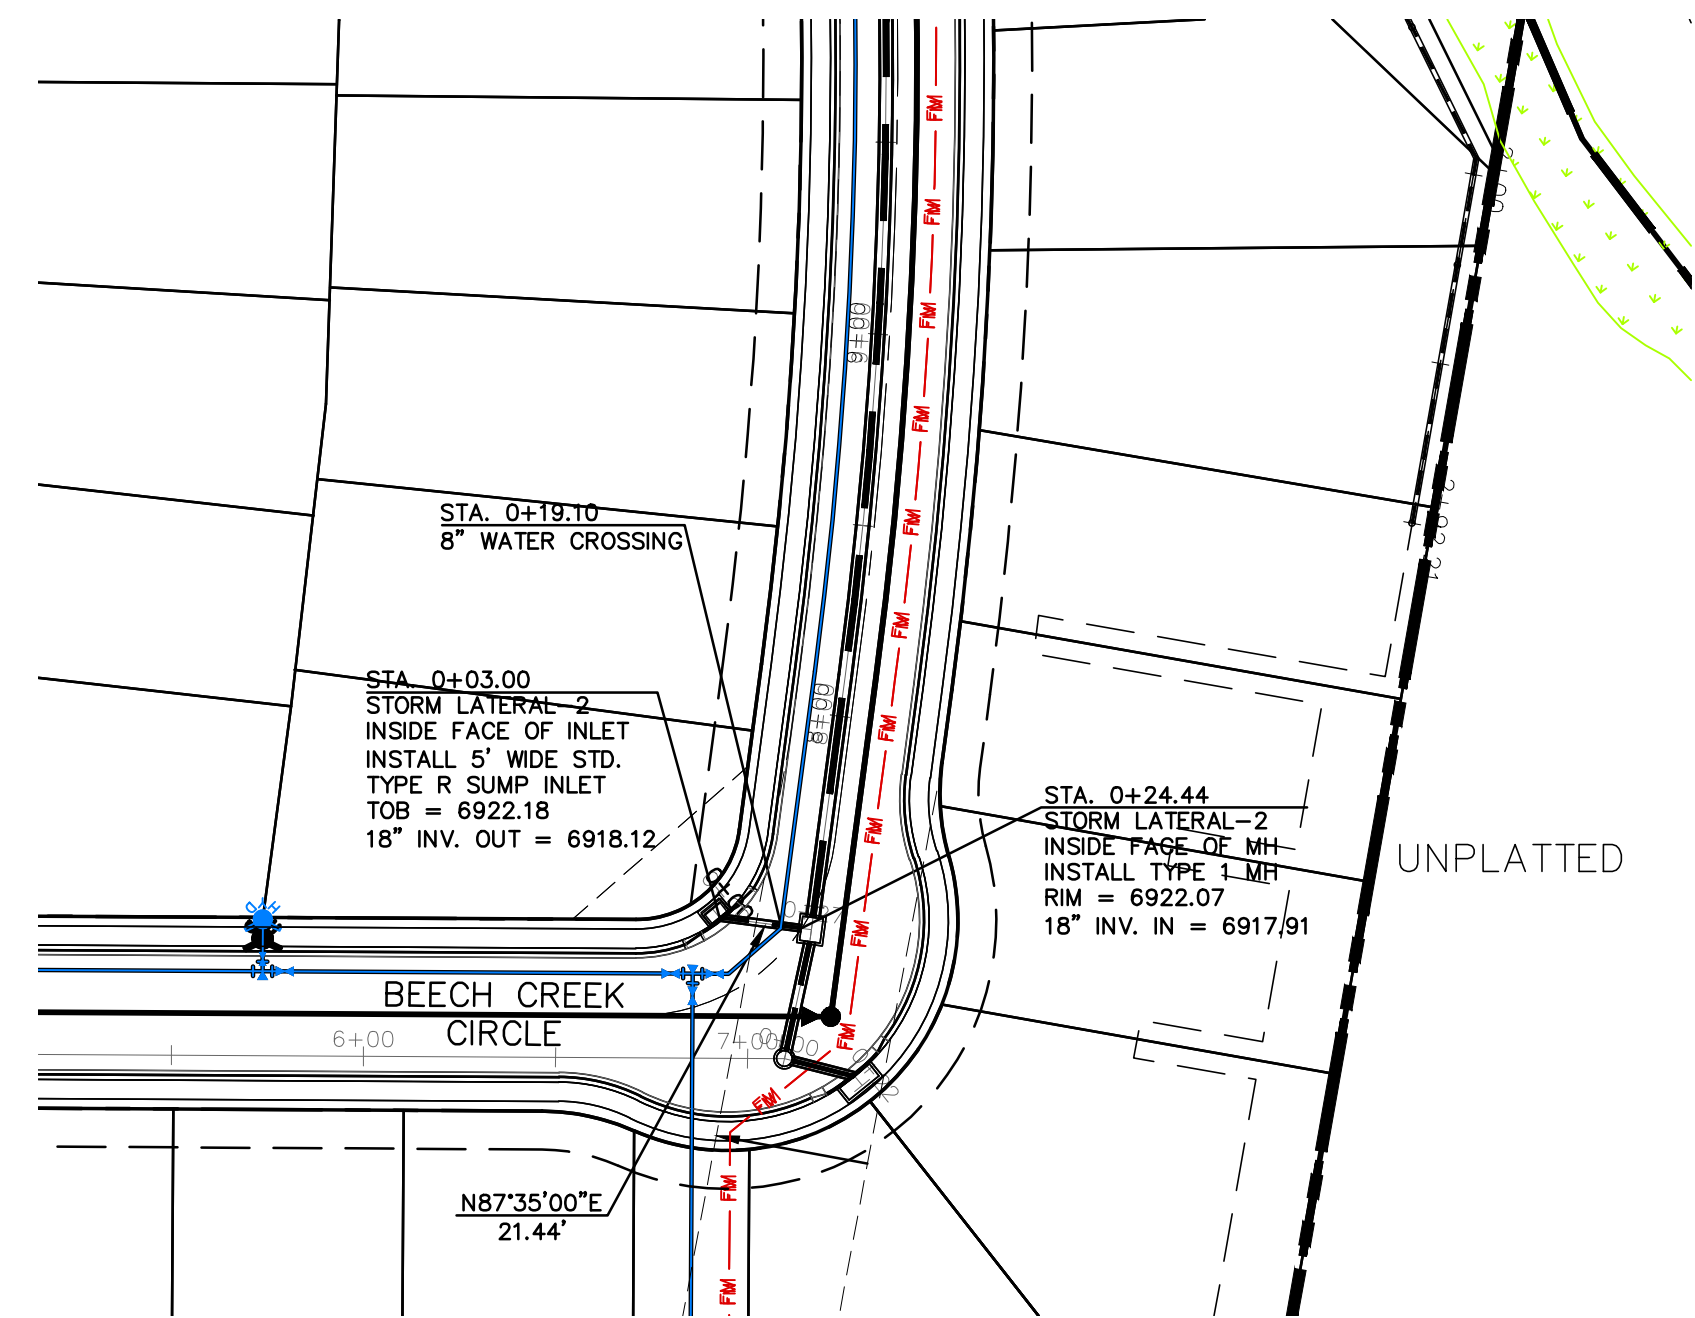 STA. 0+19.10
8" WATER CROSSING
STA. 0+03.00
STORM LATERAL-2
INSIDE FACE OF INLET
INSTALL 5' WIDE STD.
TYPE R SUMP INLET
TOB = 6922.18
18" INV. OUT = 6918.12
STA. 0+24.44
STORM LATERAL-2
INSIDE FACE OF MH
INSTALL TYPE 1 MH
RIM = 6922.07
18" INV. IN = 6917.91
UNPLATTED
BEECH CREEK
CIRCLE
N87°35'00"E
21.44'
6+00
7+00
HYD
FM
FM
FM
FM
FM
FM
FM
FM
FM
FM
FM
FM
FM